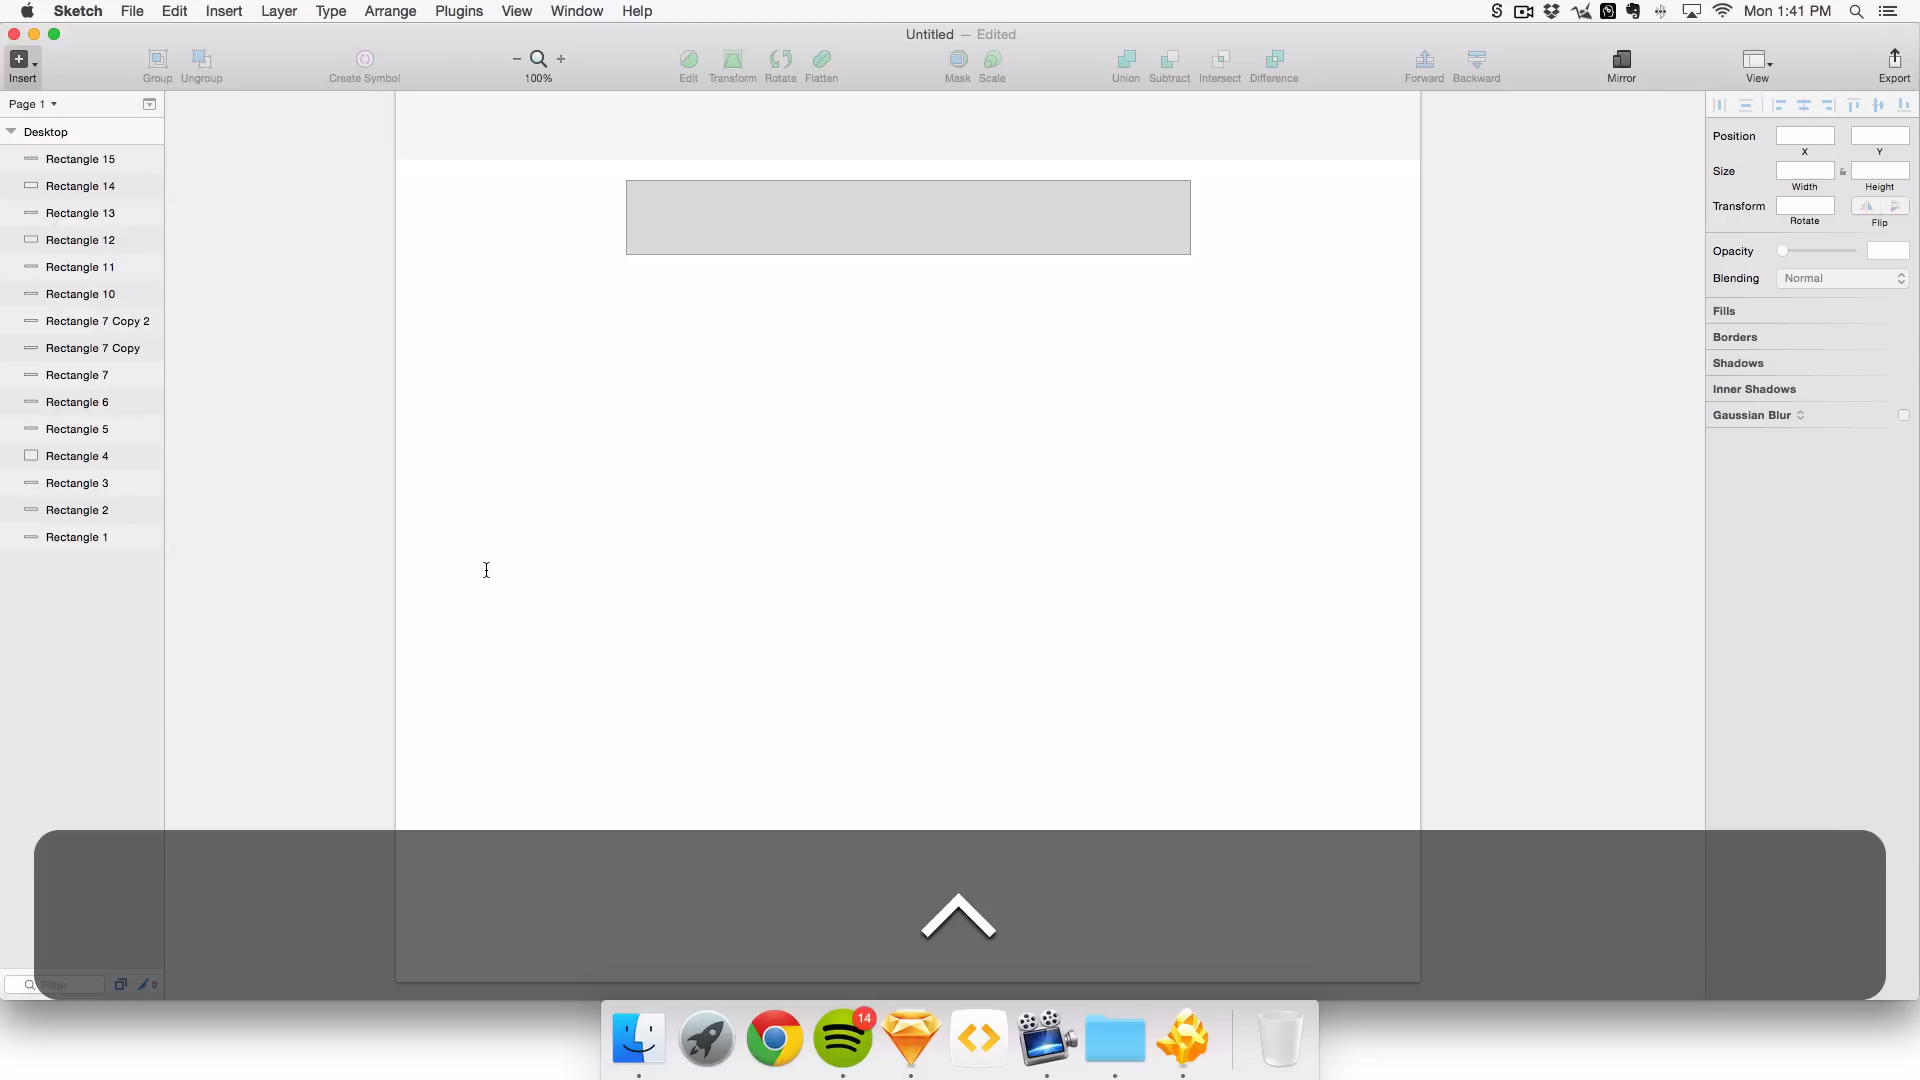 Sketch File Edit Insert Layer Type Arrange Plugins View Window Help Mon 1:41 PM
Untitled — Edited
Insert Group Ungroup Create Symbol 100% Edit Transform Rotate Flatten Mask Scale Union Subtract Intersect Difference Forward Backward Mirror View Export
Page 1
Desktop
Rectangle 15
Rectangle 14
Rectangle 13
Rectangle 12
Rectangle 11
Rectangle 10
Rectangle 7 Copy 2
Rectangle 7 Copy
Rectangle 7
Rectangle 6
Rectangle 5
Rectangle 4
Rectangle 3
Rectangle 2
Rectangle 1
Filter 0
Position
X Y
Size
Width Height
Transform
Rotate Flip
Opacity
Blending Normal
Fills
Borders
Shadows
Inner Shadows
Gaussian Blur
14